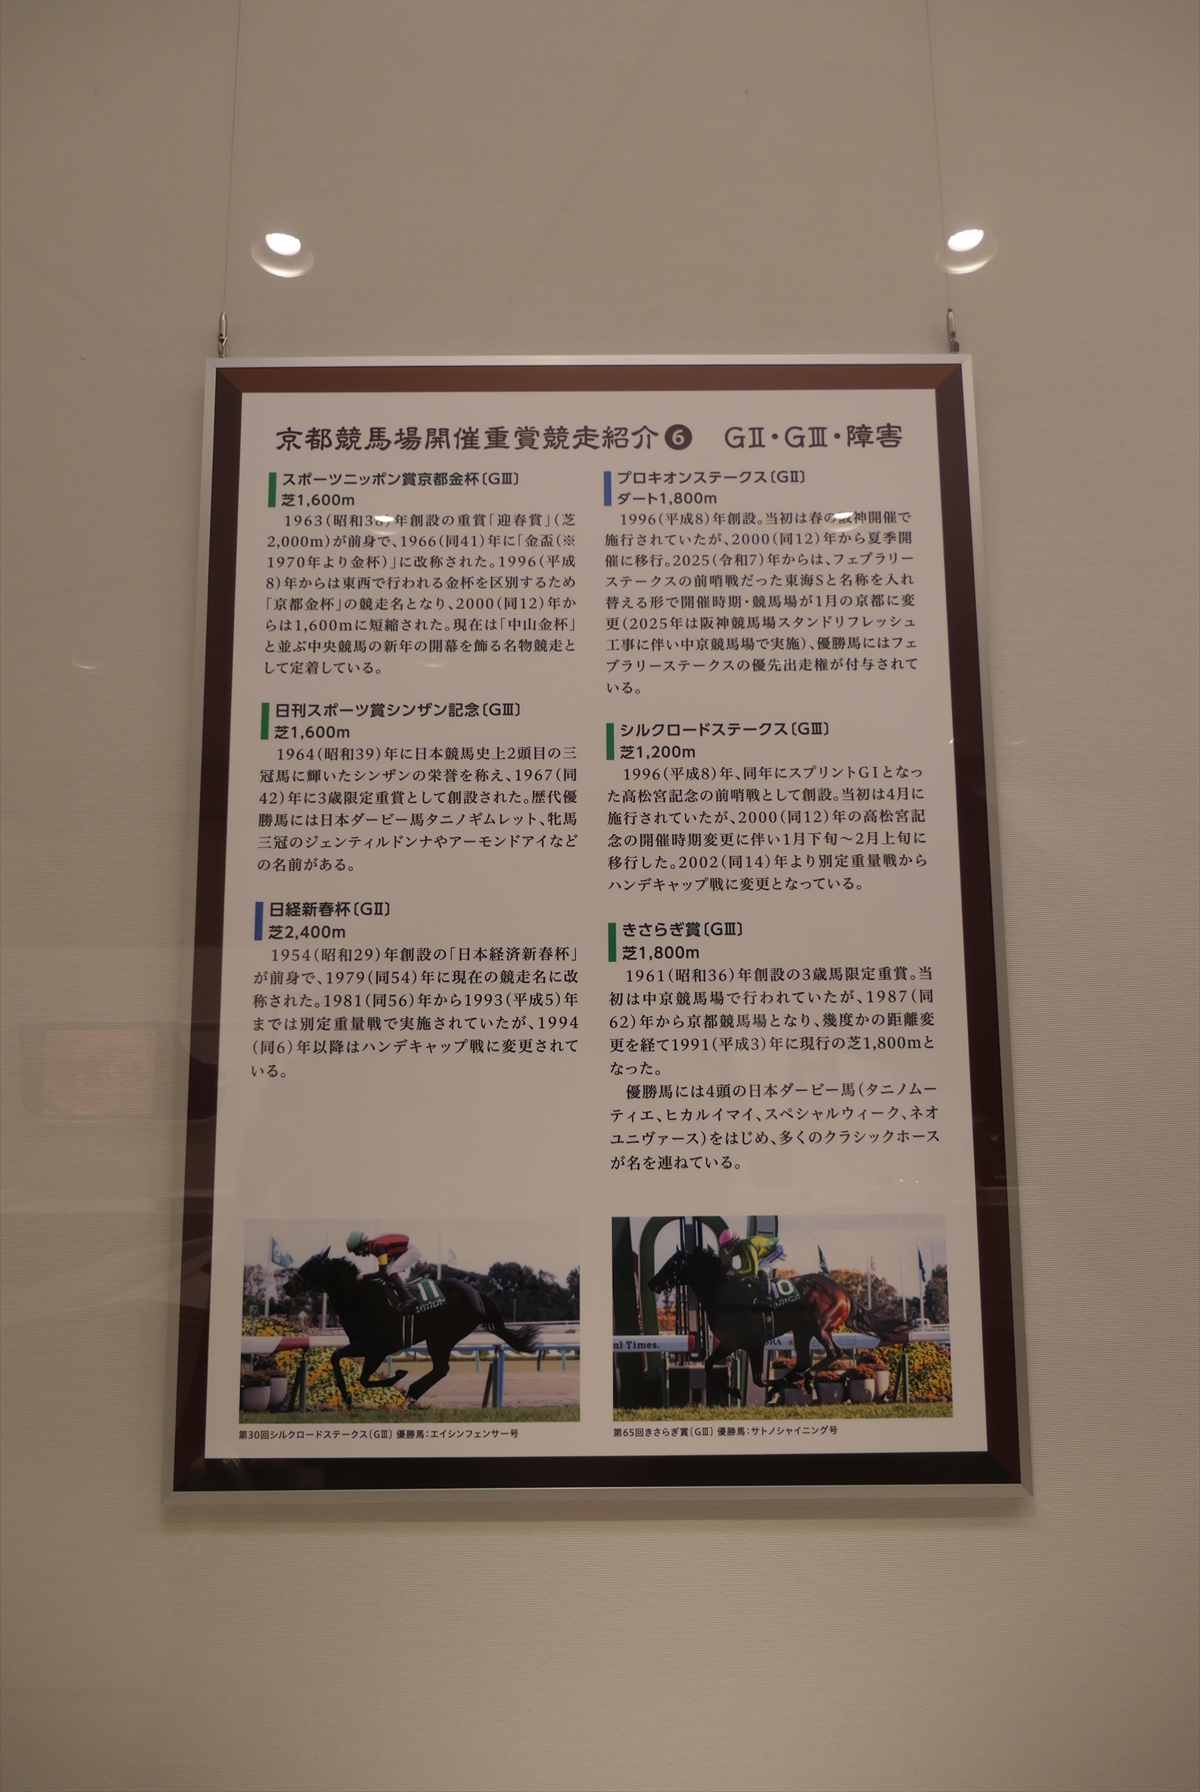 京都競馬場開催重賞競走紹介❻ GⅡ・GⅢ・障害
スポーツニッポン賞京都金杯〔GⅢ〕
芝1,600m
1963（昭和38）年創設の重賞「迎春賞」（芝
2,000m）が前身で、1966（同41）年に「金盃（※
1970年より金杯）」に改称された。1996（平成
8）年からは東西で行われる金杯を区別するため
「京都金杯」の競走名となり、2000（同12）年か
らは1,600mに短縮された。現在は「中山金杯」
と並ぶ中央競馬の新年の開幕を飾る名物競走と
して定着している。
日刊スポーツ賞シンザン記念〔GⅢ〕
芝1,600m
1964（昭和39）年に日本競馬史上2頭目の三
冠馬に輝いたシンザンの栄誉を称え、1967（同
42）年に3歳限定重賞として創設された。歴代優
勝馬には日本ダービー馬タニノギムレット、牝馬
三冠のジェンティルドンナやアーモンドアイなど
の名前がある。
日経新春杯〔GⅡ〕
芝2,400m
1954（昭和29）年創設の「日本経済新春杯」
が前身で、1979（同54）年に現在の競走名に改
称された。1981（同56）年から1993（平成5）年
までは別定重量戦で実施されていたが、1994
（同6）年以降はハンデキャップ戦に変更されて
いる。
プロキオンステークス〔GⅡ〕
ダート1,800m
1996（平成8）年創設。当初は春の阪神開催で
施行されていたが、2000（同12）年から夏季開
催に移行。2025（令和7）年からは、フェブラリー
ステークスの前哨戦だった東海Sと名称を入れ
替える形で開催時期・競馬場が1月の京都に変
更（2025年は阪神競馬場スタンドリフレッシュ
工事に伴い中京競馬場で実施）、優勝馬にはフェ
ブラリーステークスの優先出走権が付与されて
いる。
シルクロードステークス〔GⅢ〕
芝1,200m
1996（平成8）年、同年にスプリントGⅠとなっ
た高松宮記念の前哨戦として創設。当初は4月に
施行されていたが、2000（同12）年の高松宮記
念の開催時期変更に伴い1月下旬〜2月上旬に
移行した。2002（同14）年より別定重量戦から
ハンデキャップ戦に変更となっている。
きさらぎ賞〔GⅢ〕
芝1,800m
1961（昭和36）年創設の3歳馬限定重賞。当
初は中京競馬場で行われていたが、1987（同
62）年から京都競馬場となり、幾度かの距離変
更を経て1991（平成3）年に現行の芝1,800mと
なった。
優勝馬には4頭の日本ダービー馬（タニノムー
ティエ、ヒカルイマイ、スペシャルウィーク、ネオ
ユニヴァース）をはじめ、多くのクラシックホース
が名を連ねている。
11
10
al Times.
第30回シルクロードステークス〔GⅢ〕 優勝馬：エイシンフェンサー号
第65回きさらぎ賞〔GⅢ〕 優勝馬：サトノシャイニング号